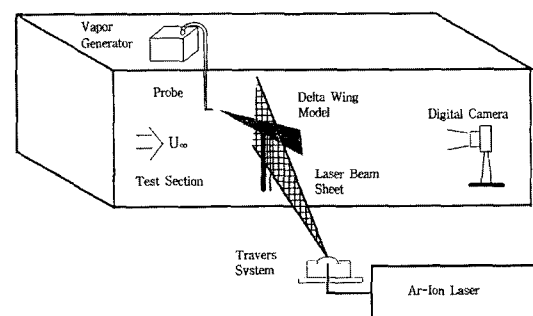 Vapor
Generator
Probe
Delta Wing
Model
Digital Camera
U∞
Test Section
Laser Beam
Sheet
Travers
System
Ar-Ion Laser